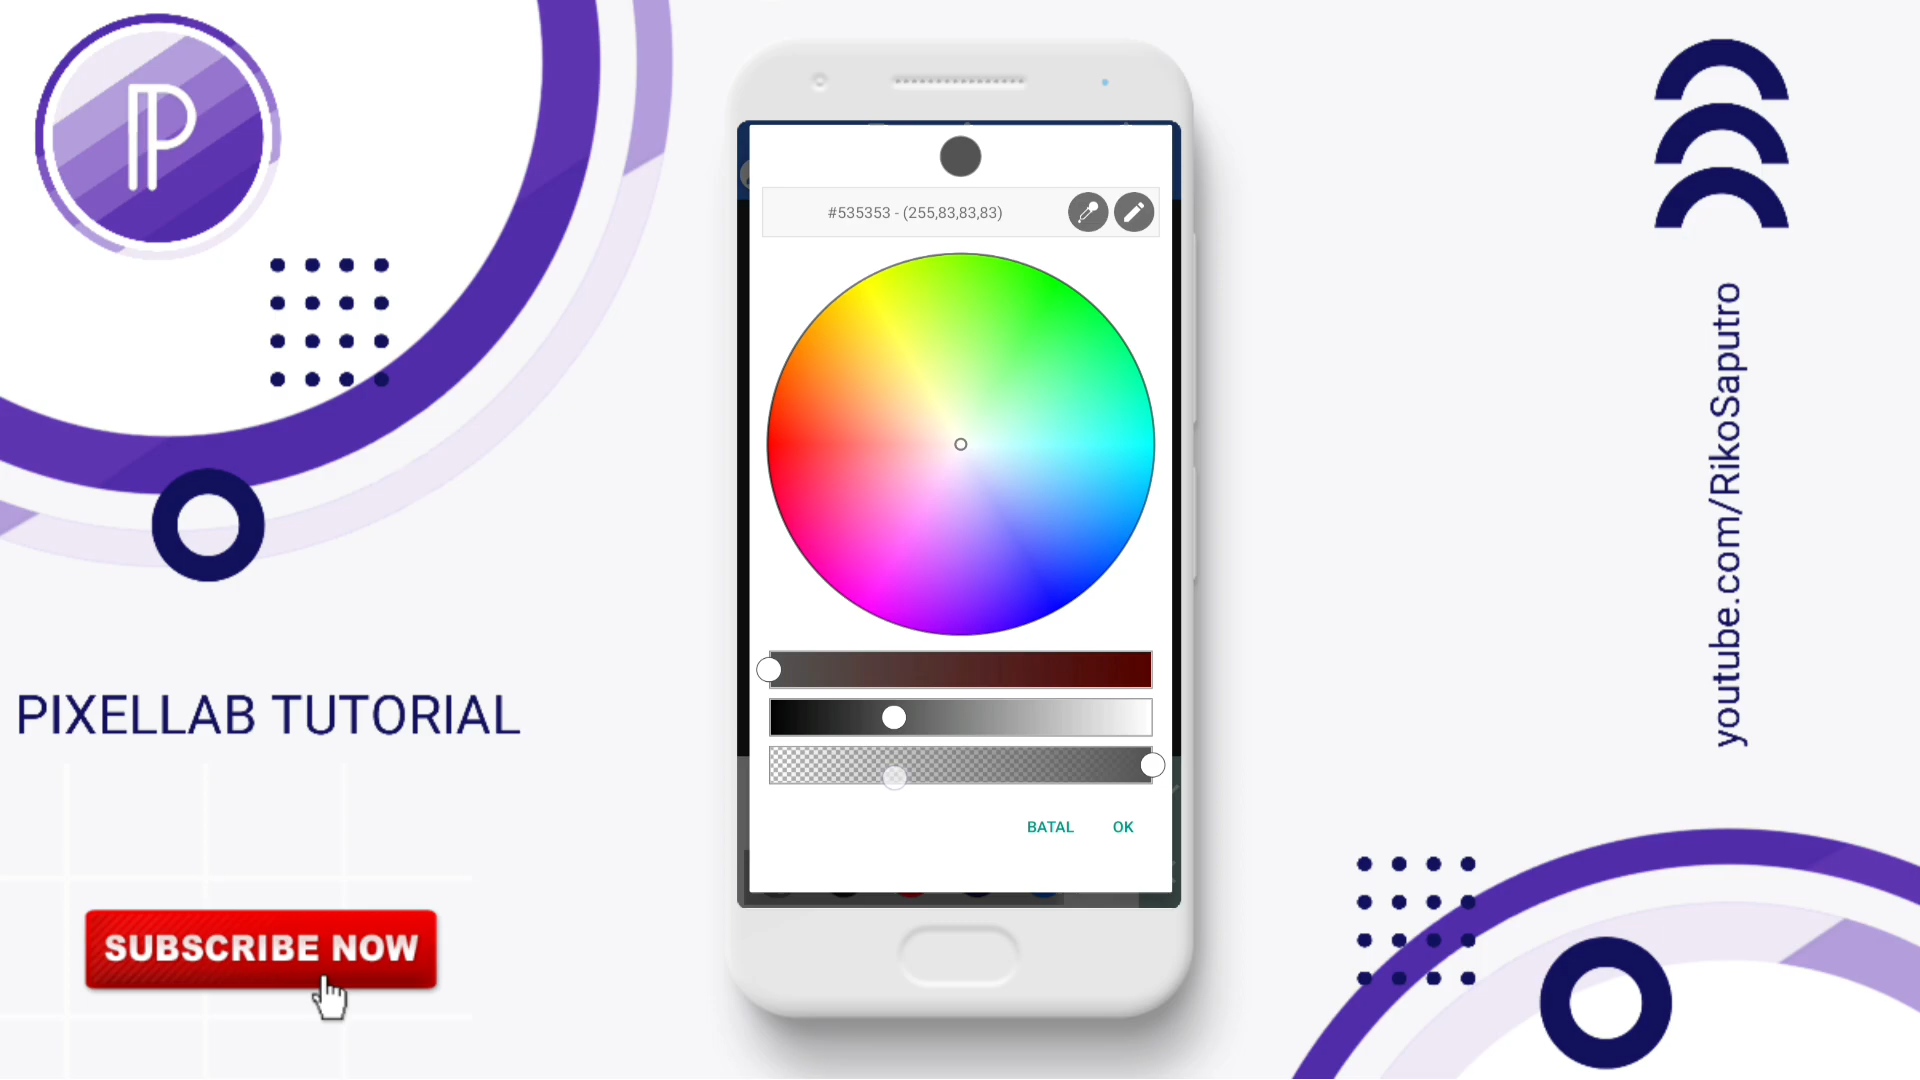 #535353 - (255,83,83,83)
BATAL OK
PIXELLAB TUTORIAL
SUBSCRIBE NOW
youtube.com/RikoSaputro